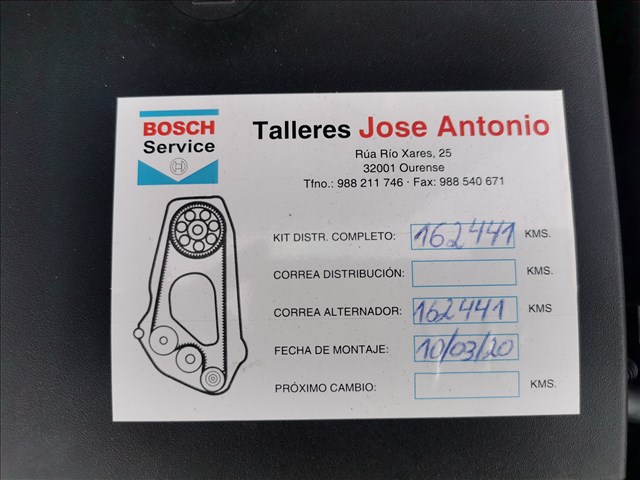 BOSCH
Service
Talleres Jose Antonio
Rúa Río Xares, 25
32001 Ourense
Tfno.: 988 211 746 · Fax: 988 540 671
KIT DISTR. COMPLETO: 162441 KMS.
CORREA DISTRIBUCIÓN: KMS.
CORREA ALTERNADOR: 162441 KMS
FECHA DE MONTAJE: 10/03/20
PRÓXIMO CAMBIO: KMS.